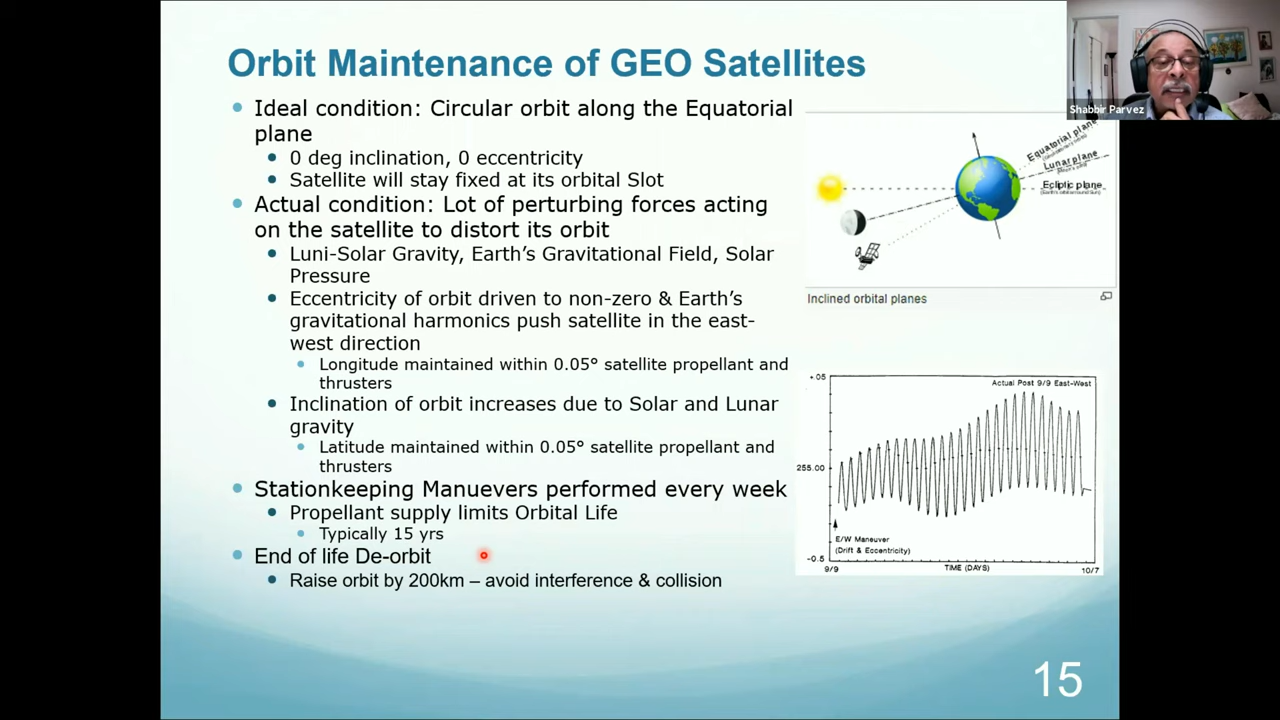 Orbit Maintenance of GEO Satellites
Ideal condition: Circular orbit along the Equatorial
plane
0 deg inclination, 0 eccentricity
Satellite will stay fixed at its orbital Slot
Actual condition: Lot of perturbing forces acting
on the satellite to distort its orbit
Luni-Solar Gravity, Earth's Gravitational Field, Solar
Pressure
Eccentricity of orbit driven to non-zero & Earth's
gravitational harmonics push satellite in the east-
west direction
Longitude maintained within 0.05° satellite propellant and
thrusters
Inclination of orbit increases due to Solar and Lunar
gravity
Latitude maintained within 0.05° satellite propellant and
thrusters
Stationkeeping Manuevers performed every week
Propellant supply limits Orbital Life
Typically 15 yrs
End of life De-orbit
Raise orbit by 200km – avoid interference & collision
Shabbir Parvez
Equatorial plane
Lunar plane
Ecliptic plane
(Earth's orbit around Sun)
Inclined orbital planes
+.05
Actual Post 9/9 East-West
255.00
E/W Maneuver
(Drift & Eccentricity)
-0.5
9/9
TIME (DAYS)
10/7
15